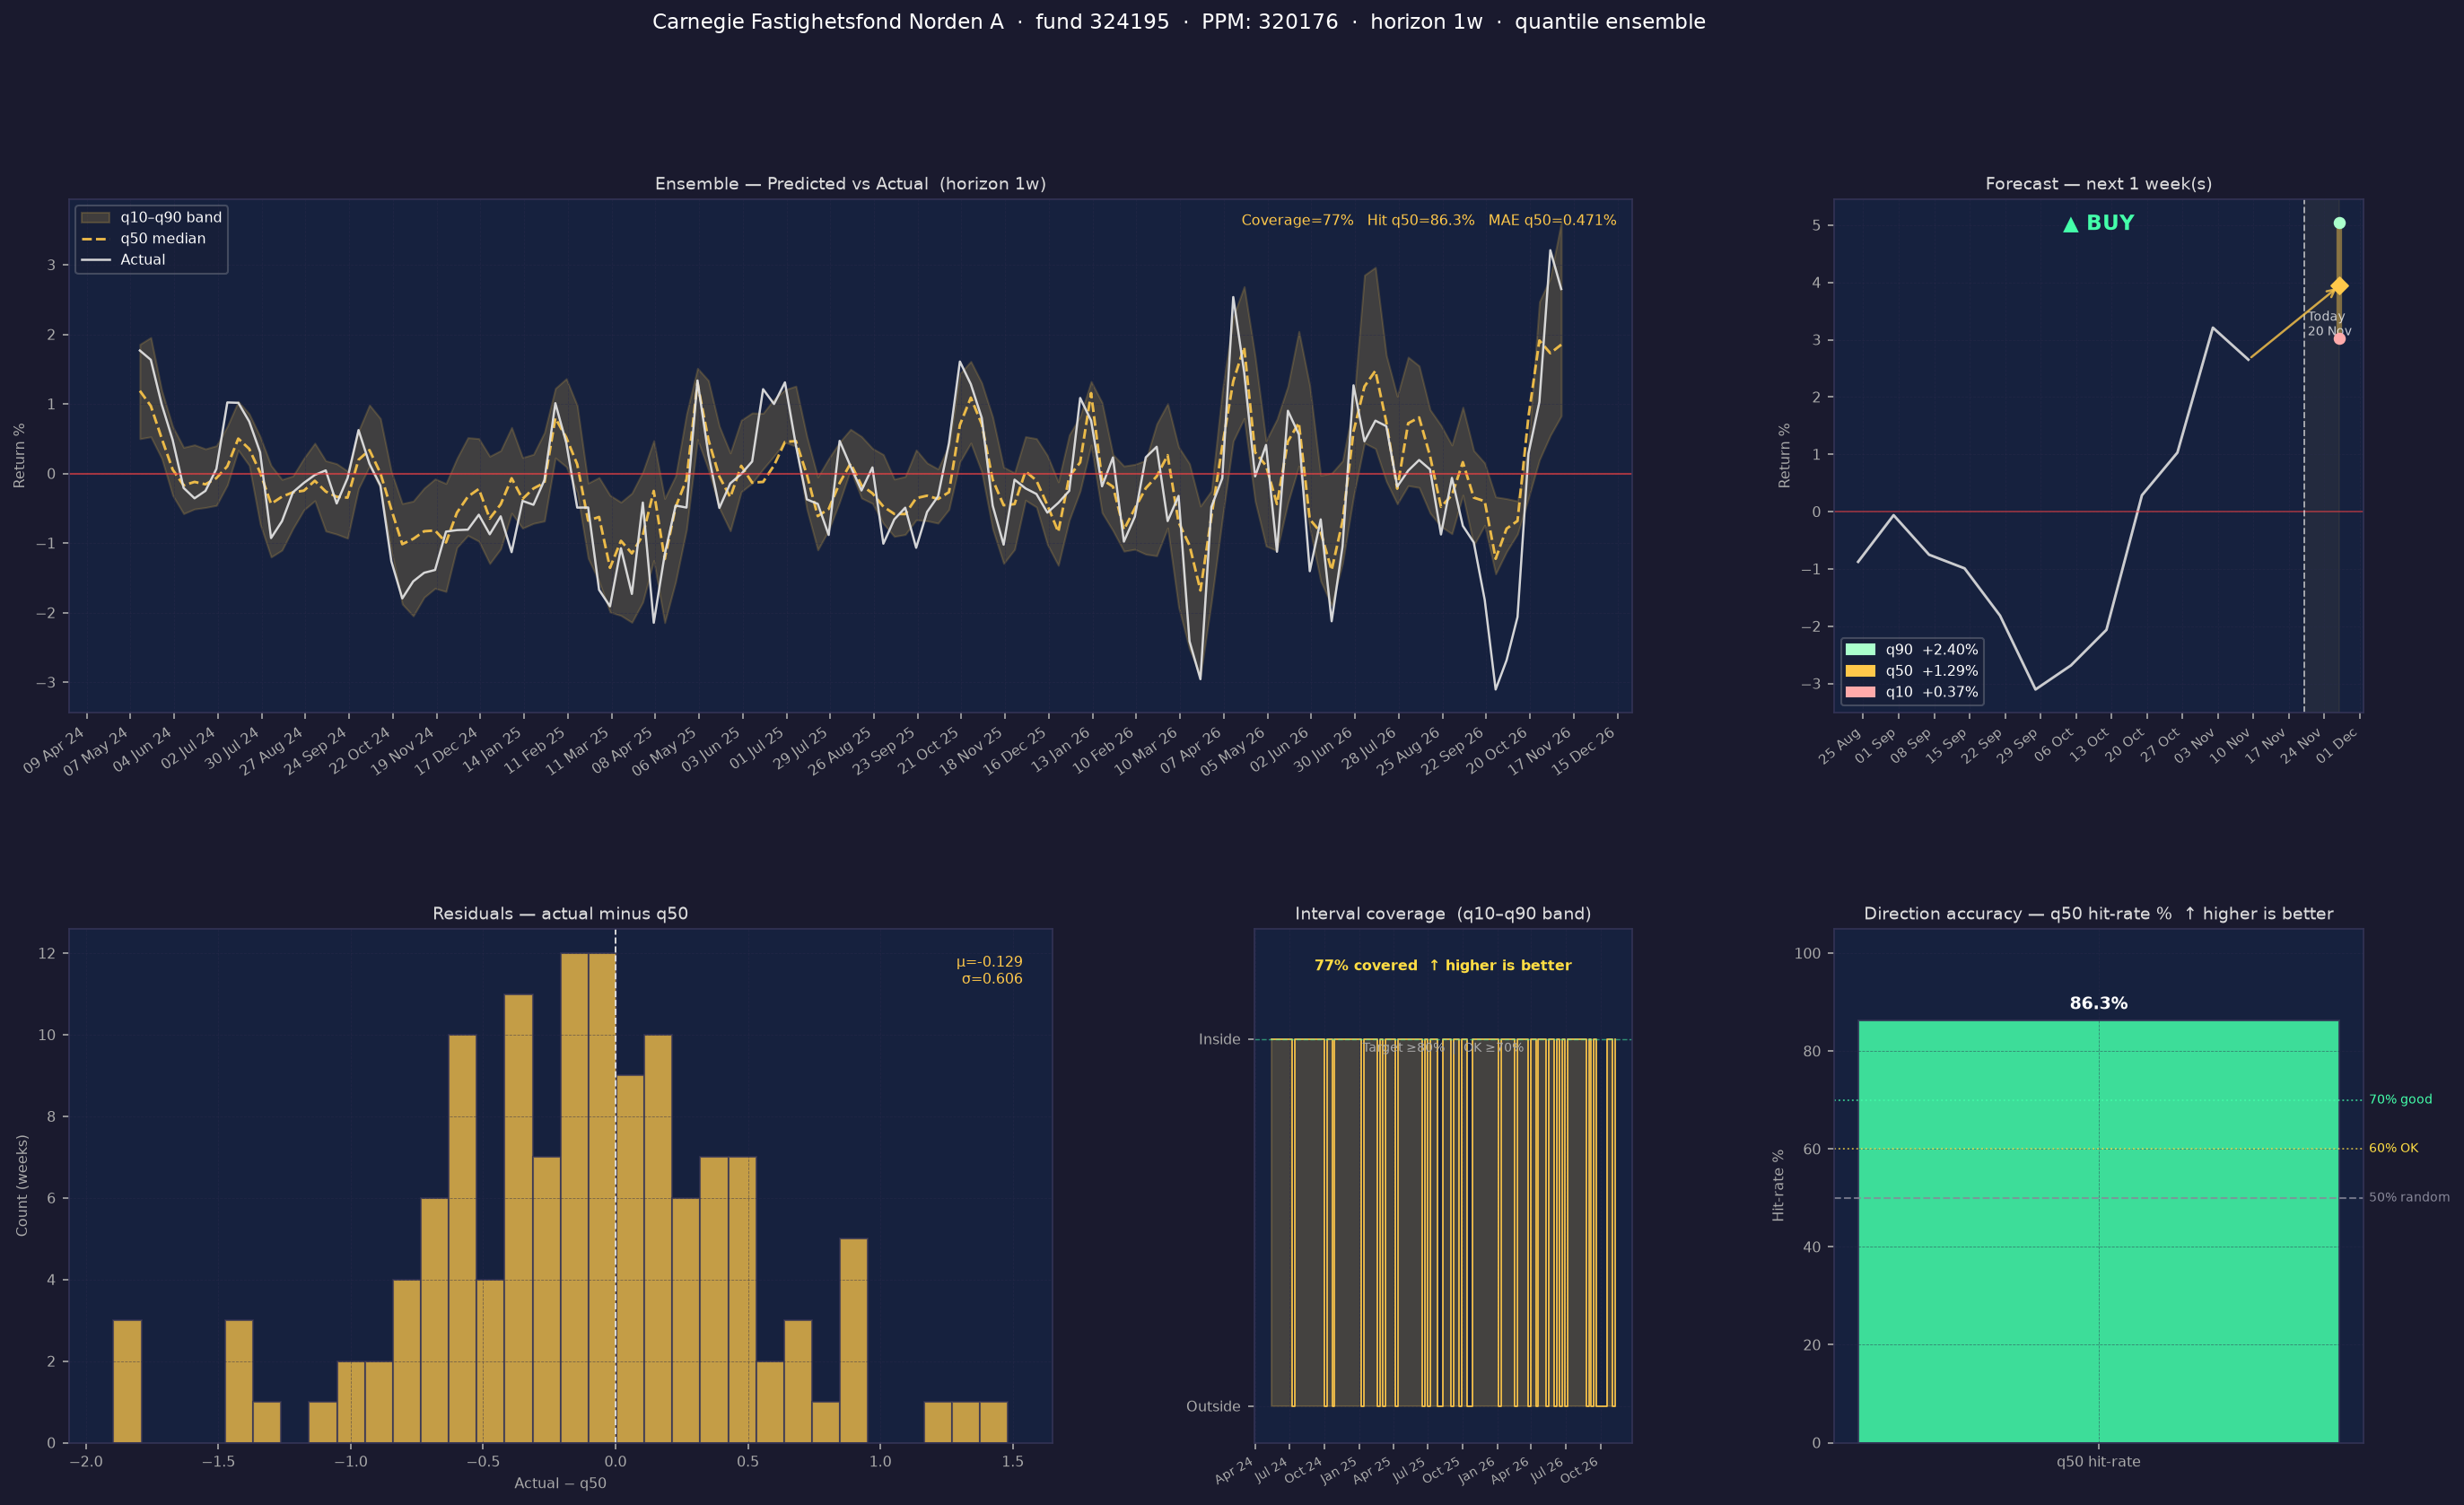 Carnegie Fastighetsfond Norden A · fund 324195 · PPM: 320176 · horizon 1w · quantile ensemble
Ensemble — Predicted vs Actual (horizon 1w)
q10–q90 band
q50 median
Actual
Coverage=77% Hit q50=86.3% MAE q50=0.471%
Return %
3
2
1
0
−1
−2
−3
09 Apr 24
07 May 24
04 Jun 24
02 Jul 24
30 Jul 24
27 Aug 24
24 Sep 24
22 Oct 24
19 Nov 24
17 Dec 24
14 Jan 25
11 Feb 25
11 Mar 25
08 Apr 25
06 May 25
03 Jun 25
01 Jul 25
29 Jul 25
26 Aug 25
23 Sep 25
21 Oct 25
18 Nov 25
16 Dec 25
13 Jan 26
10 Feb 26
10 Mar 26
07 Apr 26
05 May 26
02 Jun 26
30 Jun 26
28 Jul 26
25 Aug 26
22 Sep 26
20 Oct 26
17 Nov 26
15 Dec 26
Forecast — next 1 week(s)
▲ BUY
Today
20 Nov
Return %
5
4
3
2
1
0
−1
−2
−3
q90 +2.40%
q50 +1.29%
q10 +0.37%
25 Aug
01 Sep
08 Sep
15 Sep
22 Sep
29 Sep
06 Oct
13 Oct
20 Oct
27 Oct
03 Nov
10 Nov
17 Nov
24 Nov
01 Dec
Residuals — actual minus q50
μ=-0.129
σ=0.606
Count (weeks)
12
10
8
6
4
2
0
−2.0
−1.5
−1.0
−0.5
0.0
0.5
1.0
1.5
Actual − q50
Interval coverage (q10–q90 band)
77% covered ↑ higher is better
Inside
Target ≥80% OK ≥70%
Outside
Apr 24
Jul 24
Oct 24
Jan 25
Apr 25
Jul 25
Oct 25
Jan 26
Apr 26
Jul 26
Oct 26
Direction accuracy — q50 hit-rate % ↑ higher is better
86.3%
Hit-rate %
100
80
60
40
20
0
70% good
60% OK
50% random
q50 hit-rate